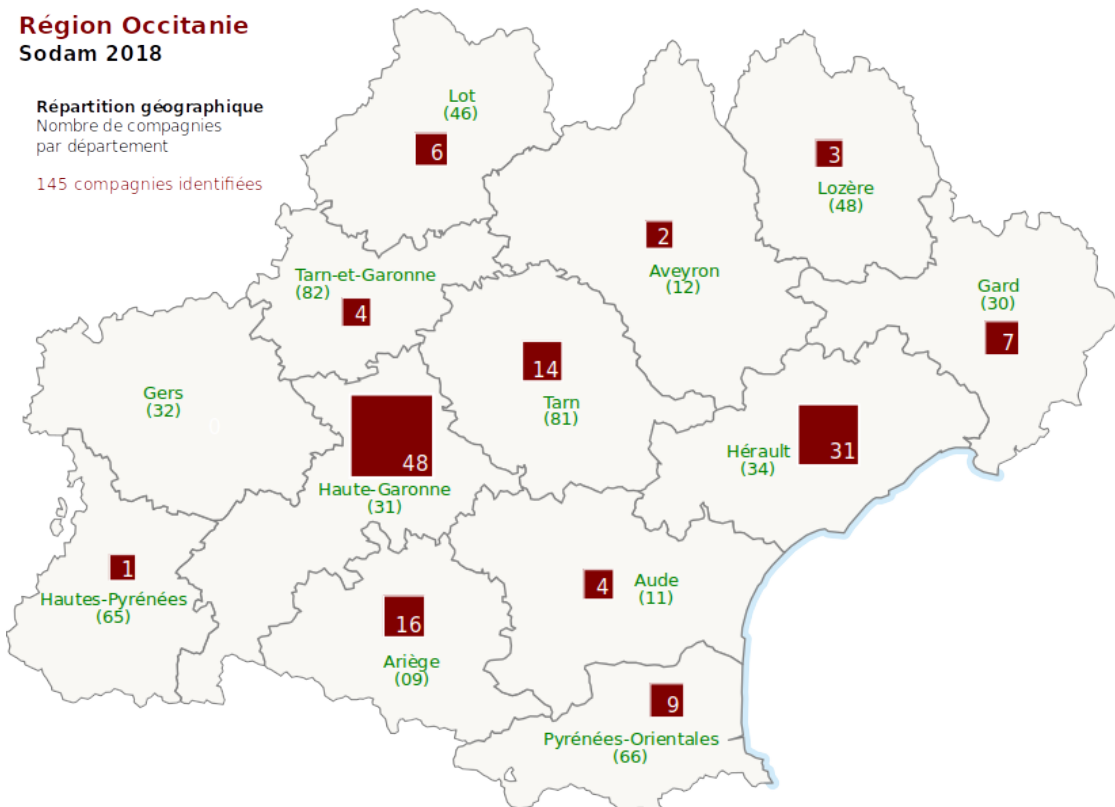 Région Occitanie
Sodam 2018
Répartition géographique
Nombre de compagnies
par département
145 compagnies identifiées
Lot
(46)
6
3
Lozère
(48)
2
Aveyron
(12)
Tarn-et-Garonne
(82)
4
Gard
(30)
7
14
Tarn
(81)
Gers
(32)
0
48
Haute-Garonne
(31)
31
Hérault
(34)
1
Hautes-Pyrénées
(65)
16
Ariège
(09)
4
Aude
(11)
9
Pyrénées-Orientales
(66)